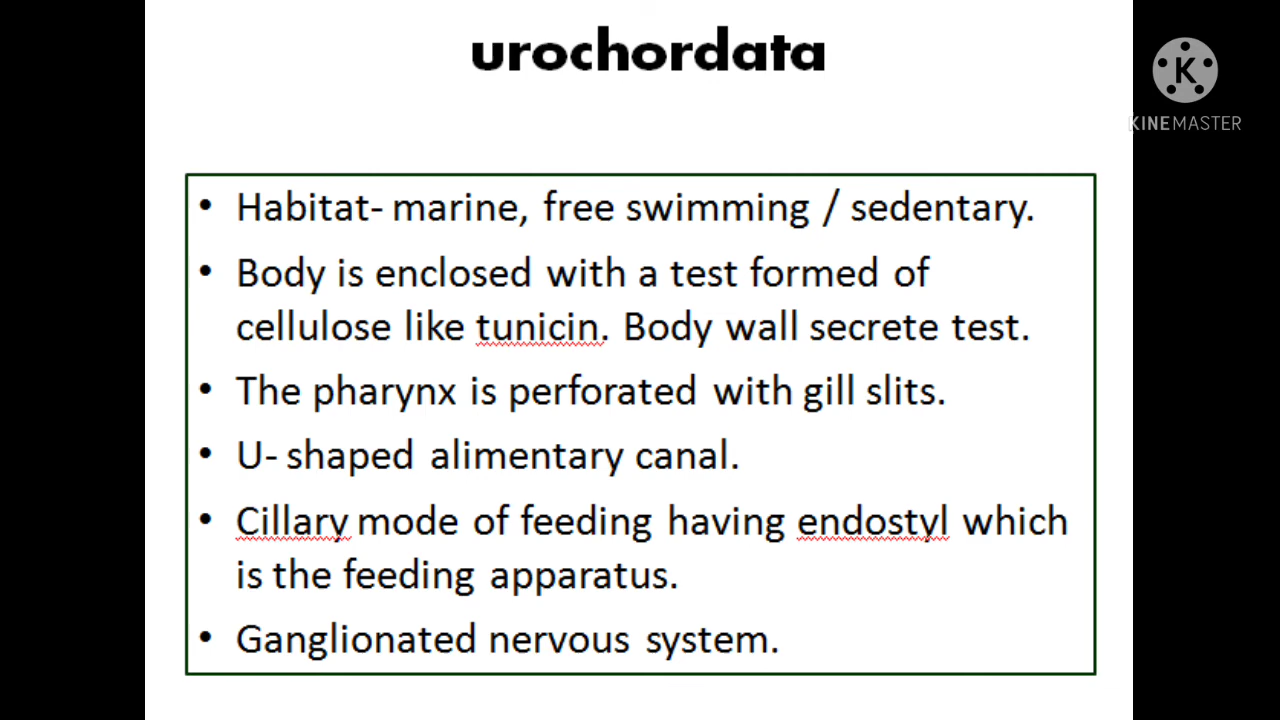 urochordata
KINEMASTER
• Habitat- marine, free swimming / sedentary.
• Body is enclosed with a test formed of
cellulose like tunicin. Body wall secrete test.
• The pharynx is perforated with gill slits.
• U- shaped alimentary canal.
• Cillary mode of feeding having endostyl which
is the feeding apparatus.
• Ganglionated nervous system.